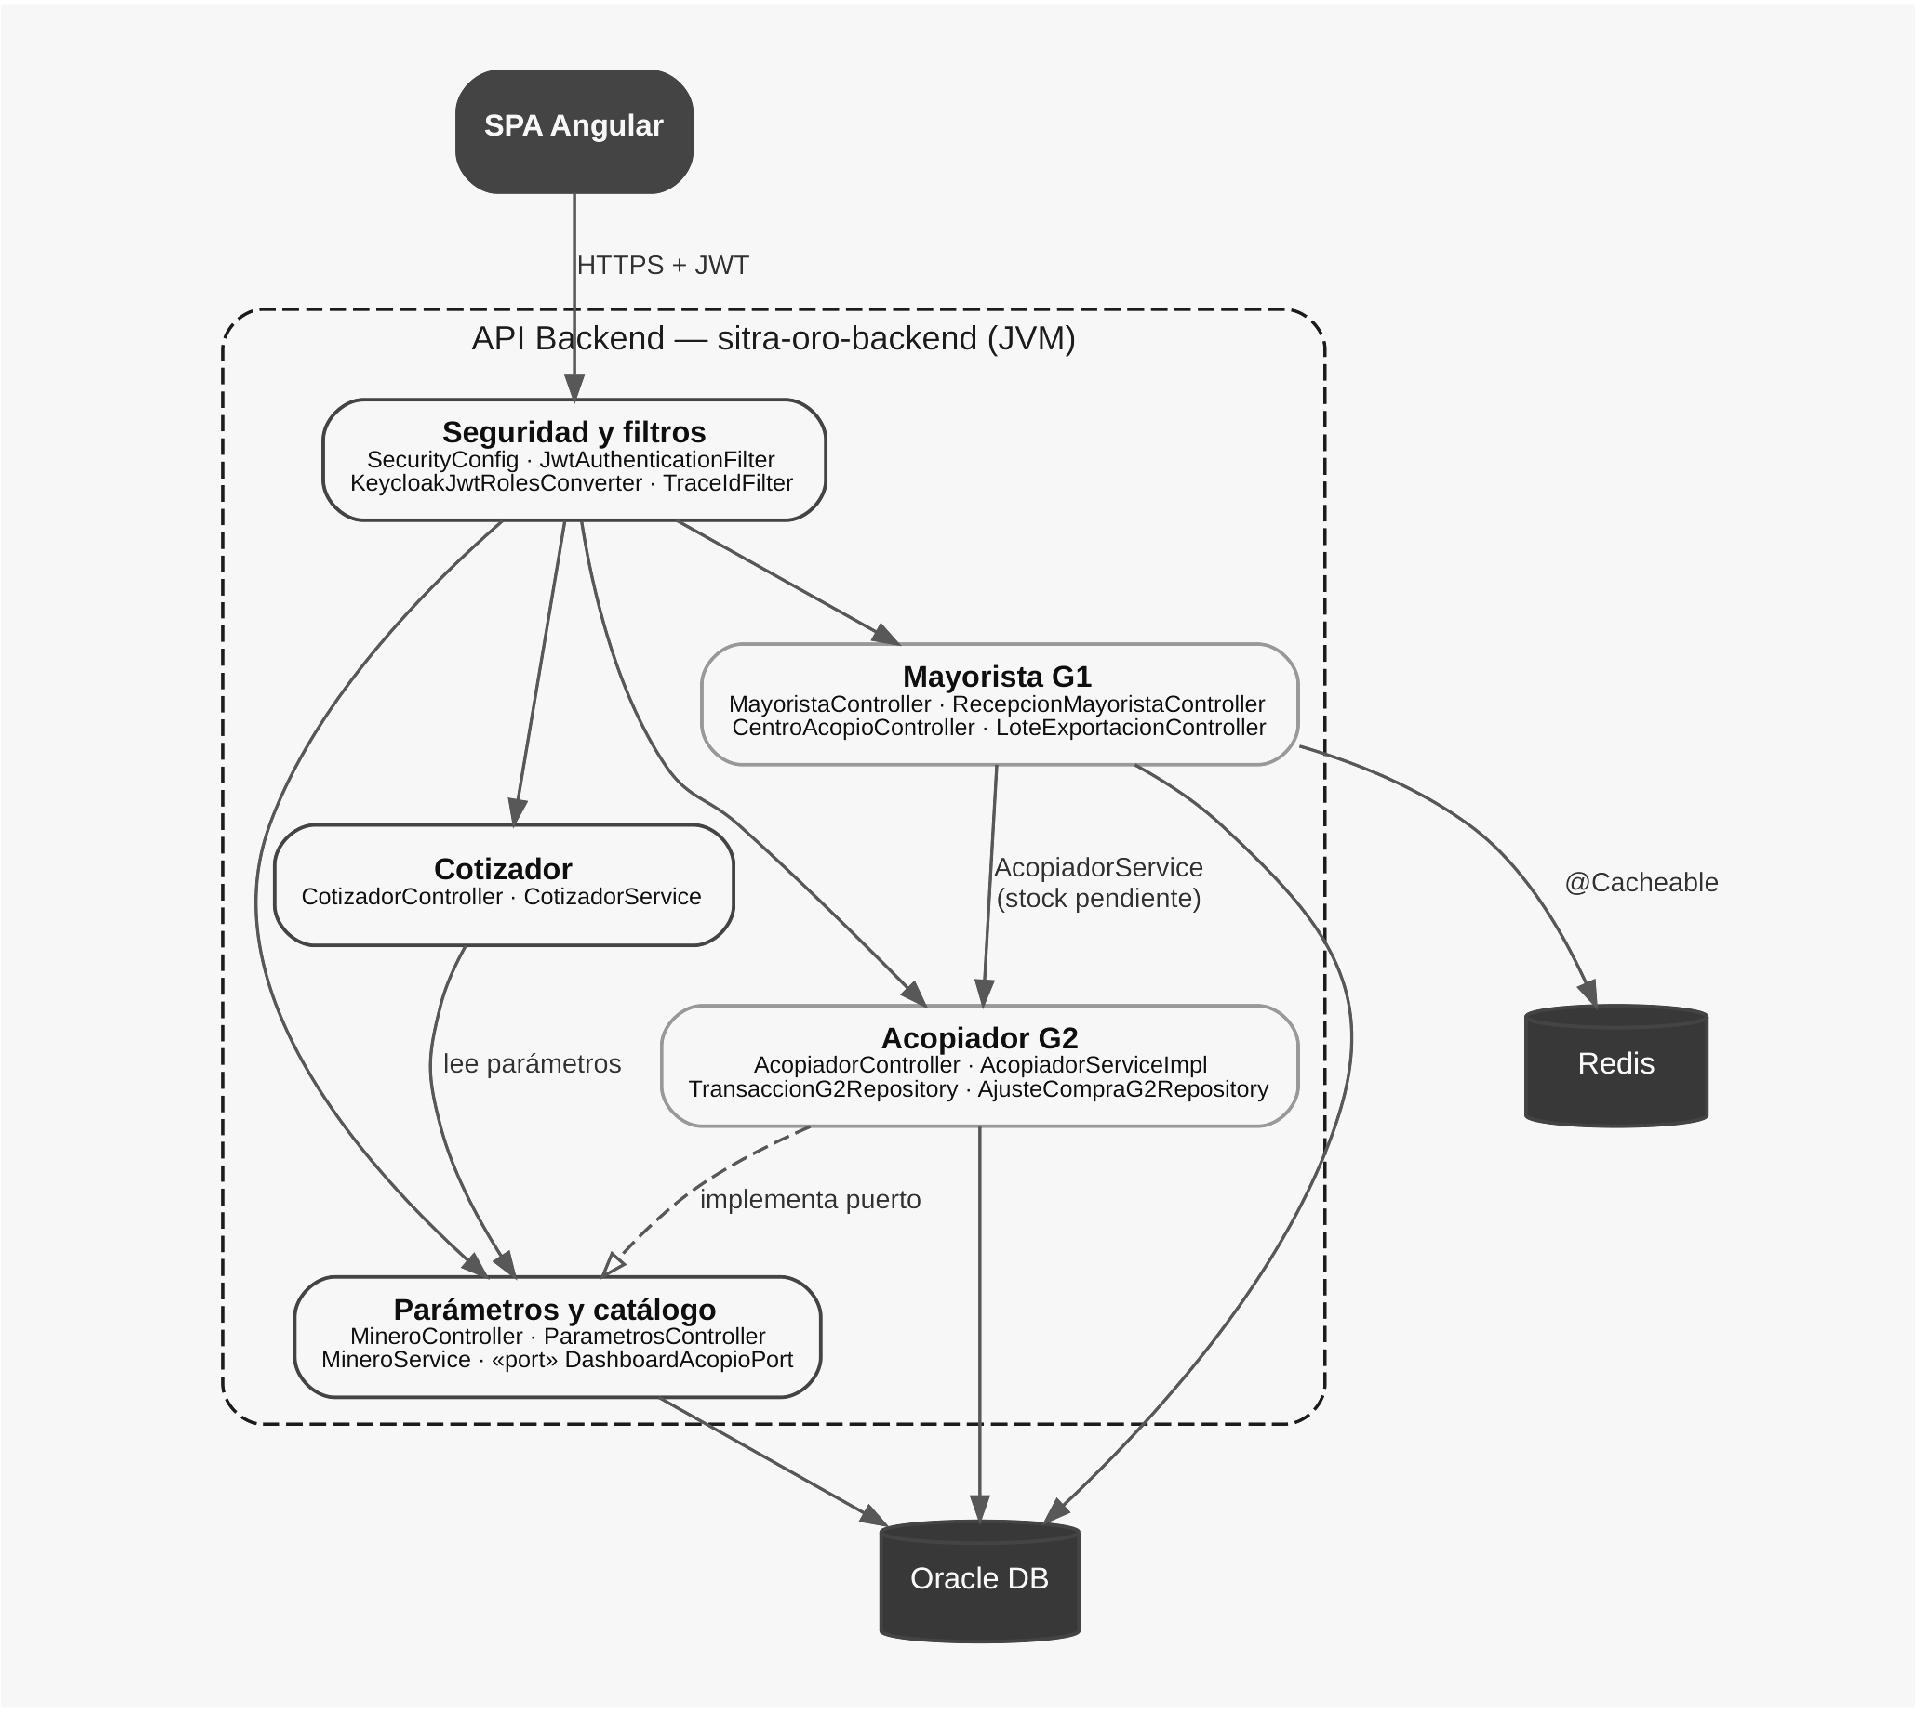 SPA Angular
HTTPS + JWT
API Backend — sitra-oro-backend (JVM)
Seguridad y filtros
SecurityConfig · JwtAuthenticationFilter
KeycloakJwtRolesConverter · TraceIdFilter
Mayorista G1
MayoristaController · RecepcionMayoristaController
CentroAcopioController · LoteExportacionController
Cotizador
CotizadorController · CotizadorService
AcopiadorService
(stock pendiente)
@Cacheable
Acopiador G2
AcopiadorController · AcopiadorServiceImpl
TransaccionG2Repository · AjusteCompraG2Repository
lee parámetros
Redis
implementa puerto
Parámetros y catálogo
MineroController · ParametrosController
MineroService · «port» DashboardAcopioPort
Oracle DB